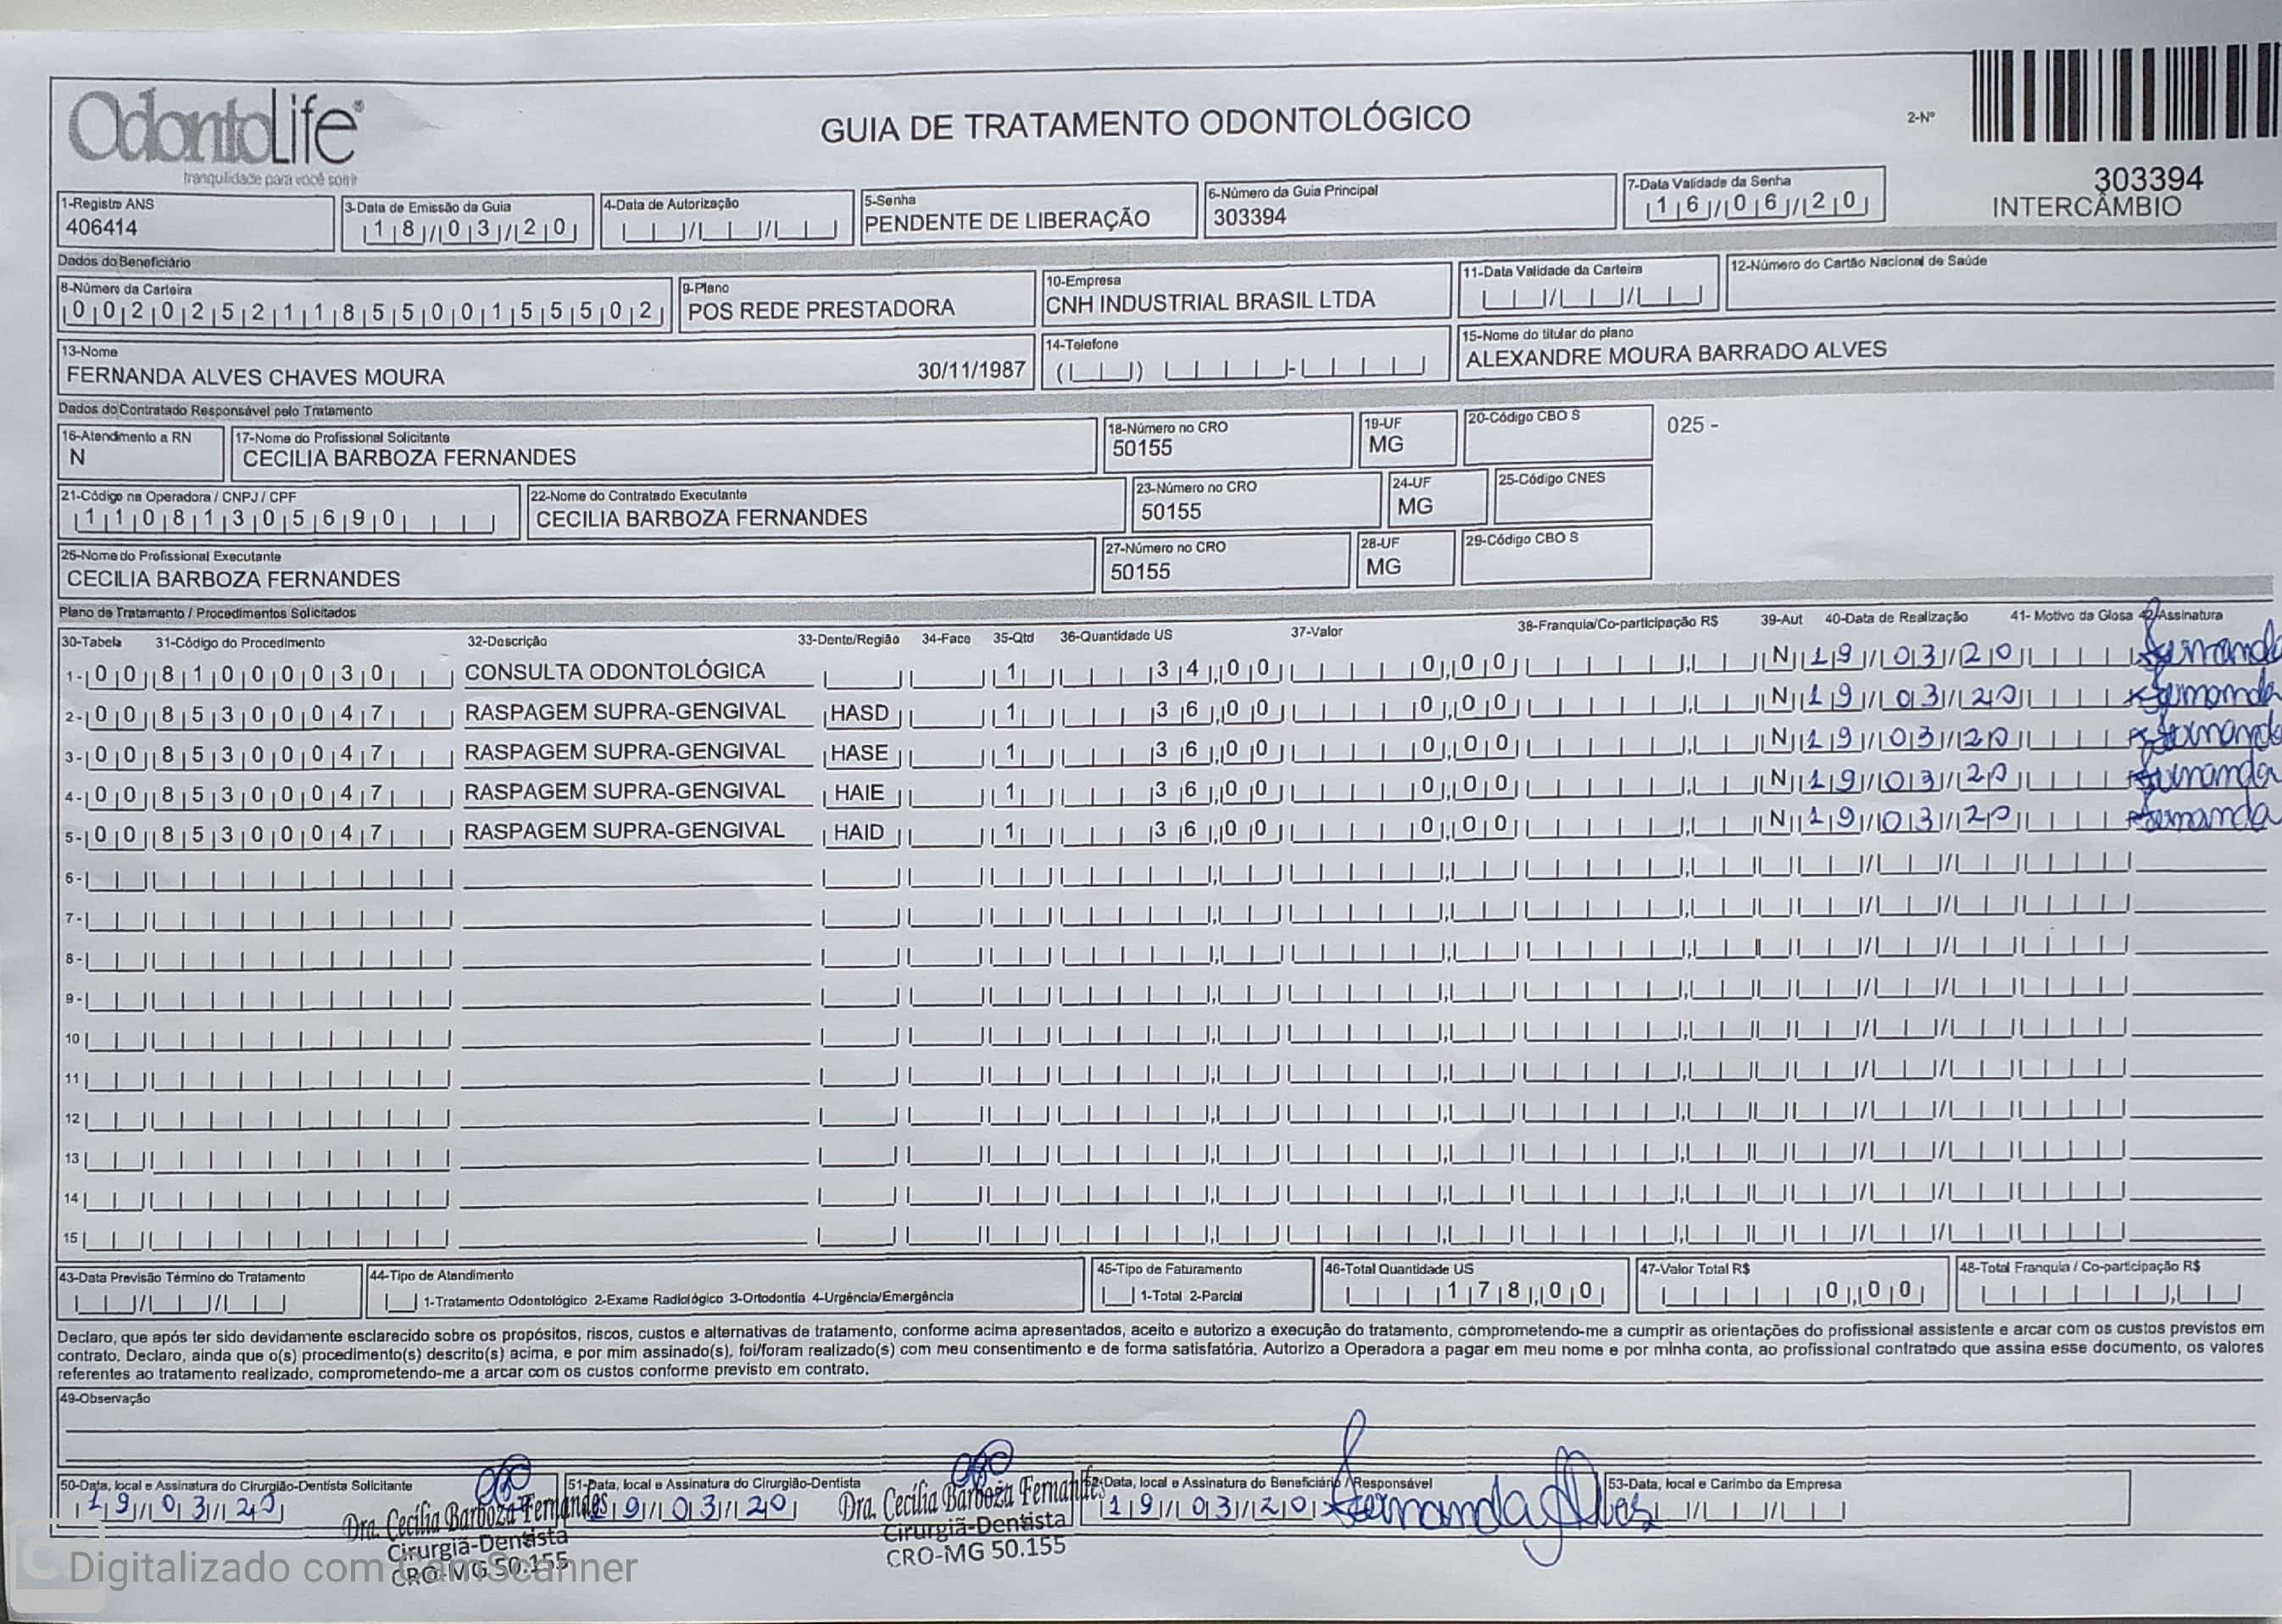 OdontoLife®
tranquilidade para você sorrir
GUIA DE TRATAMENTO ODONTOLÓGICO
2-Nº
303394
INTERCÂMBIO
1-Registro ANS
406414
3-Data de Emissão da Guia
18/03/20
4-Data de Autorização
5-Senha
PENDENTE DE LIBERAÇÃO
6-Número da Guia Principal
303394
7-Data Validade da Senha
16/06/20
Dados do Beneficiário
8-Número da Carteira
00202521185500155502
9-Plano
POS REDE PRESTADORA
10-Empresa
CNH INDUSTRIAL BRASIL LTDA
11-Data Validade da Carteira
12-Número do Cartão Nacional de Saúde
13-Nome
FERNANDA ALVES CHAVES MOURA 30/11/1987
14-Telefone
15-Nome do titular do plano
ALEXANDRE MOURA BARRADO ALVES
Dados do Contratado Responsável pelo Tratamento
16-Atendimento a RN
N
17-Nome do Profissional Solicitante
CECILIA BARBOZA FERNANDES
18-Número no CRO
50155
19-UF
MG
20-Código CBO S
025 -
21-Código na Operadora / CNPJ / CPF
11081305690
22-Nome do Contratado Executante
CECILIA BARBOZA FERNANDES
23-Número no CRO
50155
24-UF
MG
25-Código CNES
26-Nome do Profissional Executante
CECILIA BARBOZA FERNANDES
27-Número no CRO
50155
28-UF
MG
29-Código CBO S
Plano de Tratamento / Procedimentos Solicitados
30-Tabela 31-Código do Procedimento 32-Descrição 33-Dente/Região 34-Face 35-Qtd 36-Quantidade US 37-Valor 38-Franquia/Co-participação R$ 39-Aut 40-Data de Realização 41- Motivo da Glosa 42-Assinatura
1- 00 81000030 CONSULTA ODONTOLÓGICA 1 34,00 0,00 N 19/03/20 Fernanda
2- 00 85300047 RASPAGEM SUPRA-GENGIVAL HASD 1 36,00 0,00 N 19/03/20 Fernanda
3- 00 85300047 RASPAGEM SUPRA-GENGIVAL HASE 1 36,00 0,00 N 19/03/20 Fernanda
4- 00 85300047 RASPAGEM SUPRA-GENGIVAL HAIE 1 36,00 0,00 N 19/03/20 Fernanda
5- 00 85300047 RASPAGEM SUPRA-GENGIVAL HAID 1 36,00 0,00 N 19/03/20 Fernanda
6-
7-
8-
9-
10
11
12
13
14
15
43-Data Previsão Término do Tratamento
44-Tipo de Atendimento
1-Tratamento Odontológico 2-Exame Radiológico 3-Ortodontia 4-Urgência/Emergência
45-Tipo de Faturamento
1-Total 2-Parcial
46-Total Quantidade US
178,00
47-Valor Total R$
0,00
48-Total Franquia / Co-participação R$
Declaro, que após ter sido devidamente esclarecido sobre os propósitos, riscos, custos e alternativas de tratamento, conforme acima apresentados, aceito e autorizo a execução do tratamento, comprometendo-me a cumprir as orientações do profissional assistente e arcar com os custos previstos em
contrato. Declaro, ainda que o(s) procedimento(s) descrito(s) acima, e por mim assinado(s), foi/foram realizado(s) com meu consentimento e de forma satisfatória. Autorizo a Operadora a pagar em meu nome e por minha conta, ao profissional contratado que assina esse documento, os valores
referentes ao tratamento realizado, comprometendo-me a arcar com os custos conforme previsto em contrato.
49-Observação
50-Data, local e Assinatura do Cirurgião-Dentista Solicitante
19/03/20
Dra. Cecília Barboza Fernandes
Cirurgiã-Dentista
CRO-MG 50.155
51-Data, local e Assinatura do Cirurgião-Dentista
19/03/20
Dra. Cecília Barboza Fernandes
Cirurgiã-Dentista
CRO-MG 50.155
52-Data, local e Assinatura do Beneficiário / Responsável
19/03/20 Fernanda Alves
53-Data, local e Carimbo da Empresa
Digitalizado com CamScanner